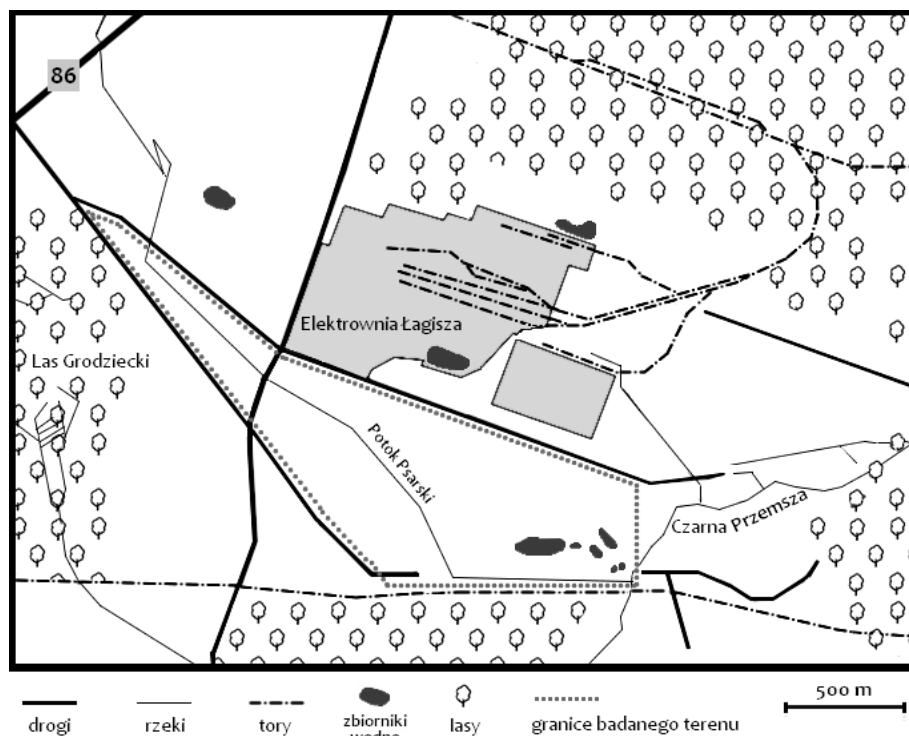 86
Elektrownia Łagisza
Las Grodziecki
Potok Psarski
Czarna Przemsza
500 m
drogi
rzeki
tory
zbiorniki
wodne
lasy
granice badanego terenu